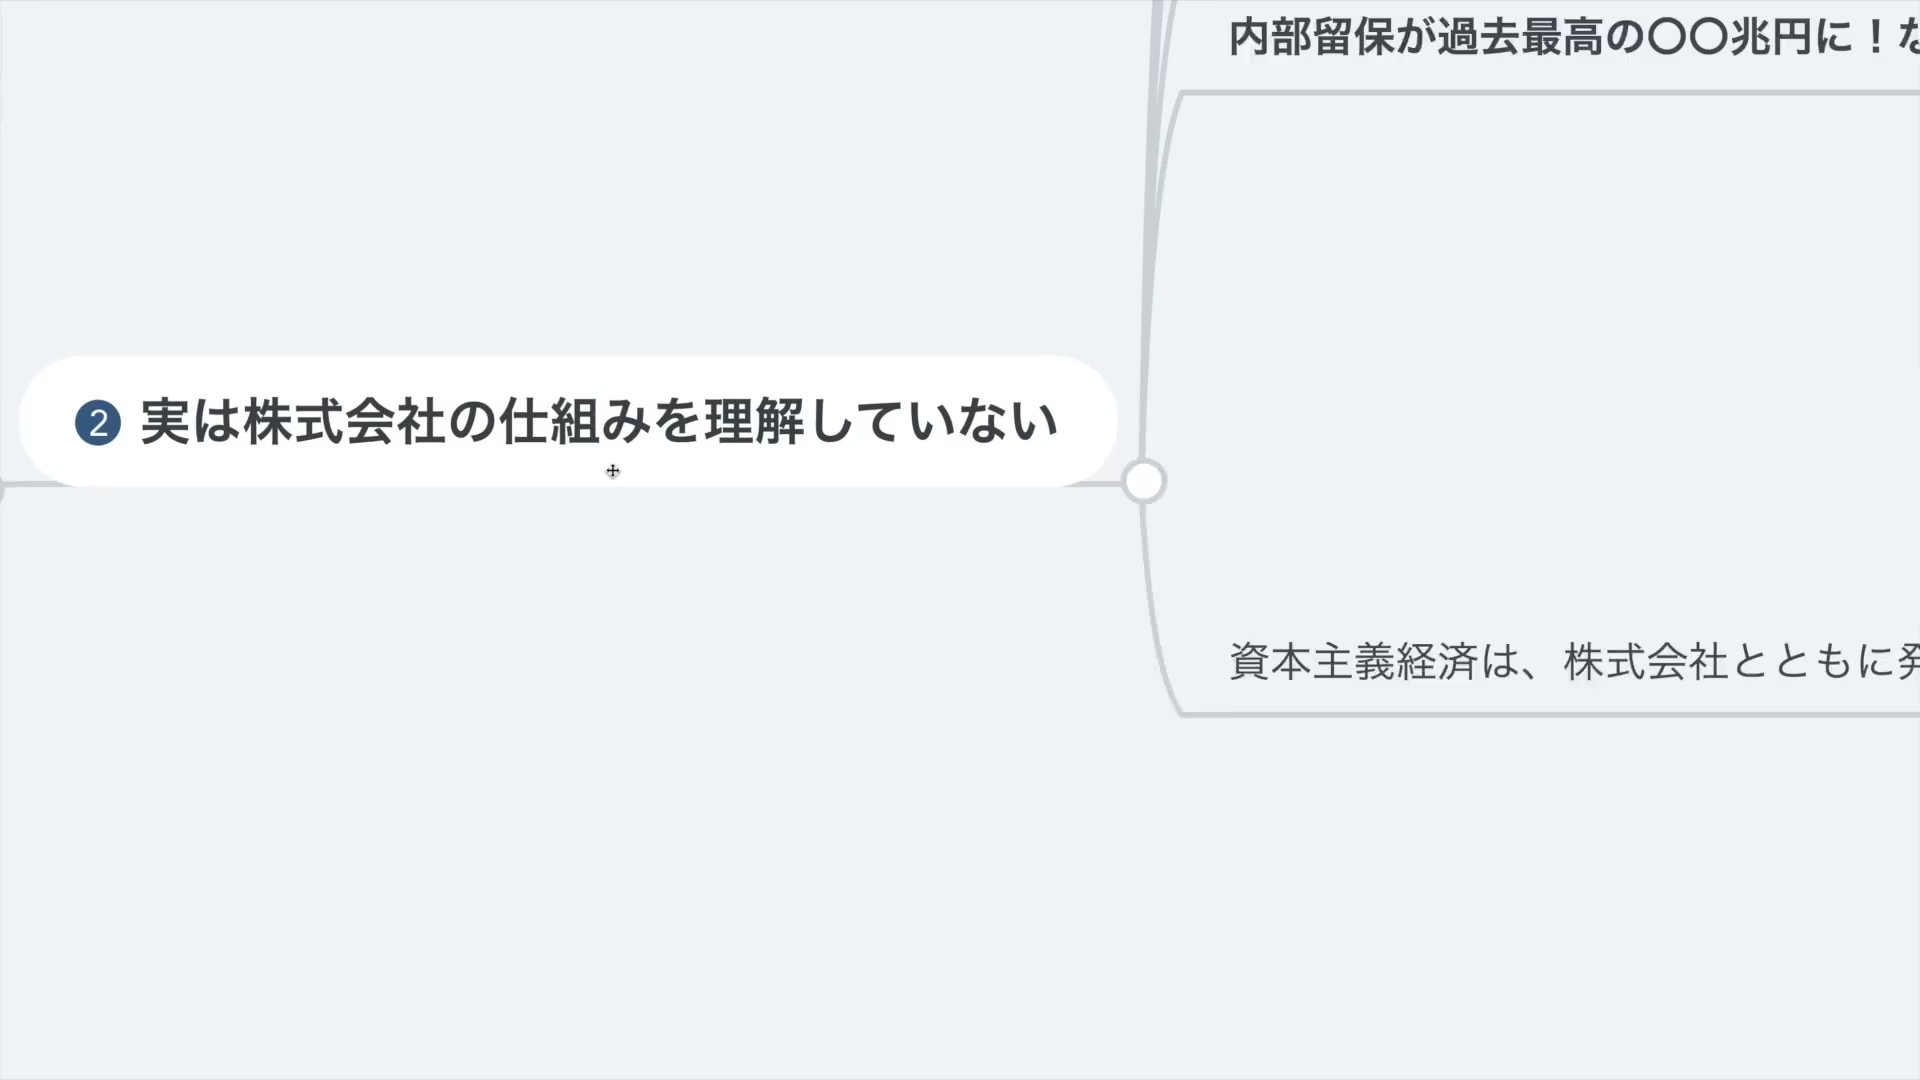 内部留保が過去最高の〇〇兆円に！な
❷ 実は株式会社の仕組みを理解していない
資本主義経済は、株式会社とともに発